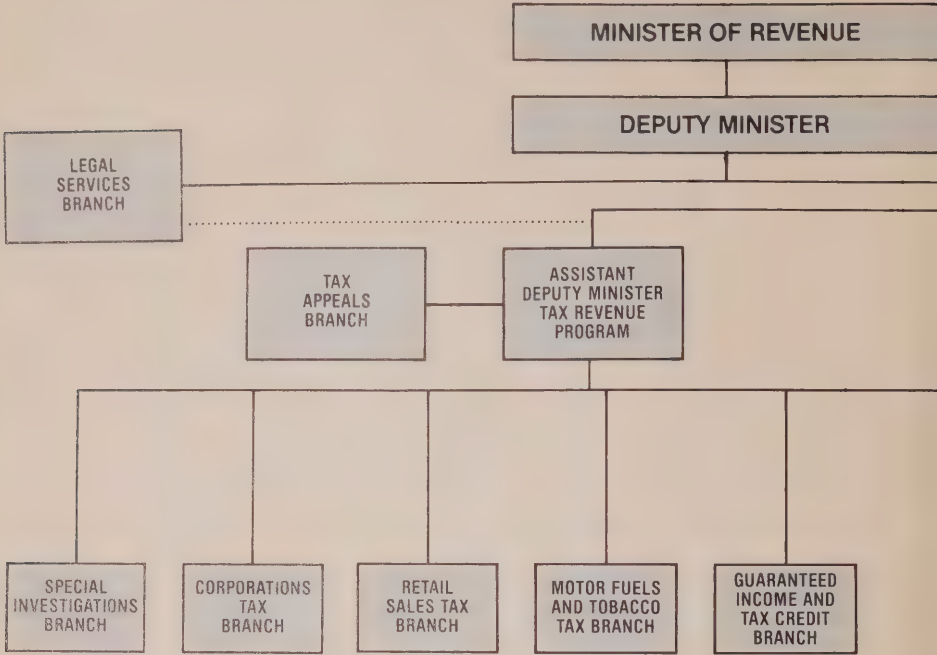 MINISTER OF REVENUE
DEPUTY MINISTER
LEGAL
SERVICES
BRANCH
TAX
APPEALS
BRANCH
ASSISTANT
DEPUTY MINISTER
TAX REVENUE
PROGRAM
SPECIAL
INVESTIGATIONS
BRANCH
CORPORATIONS
TAX
BRANCH
RETAIL
SALES TAX
BRANCH
MOTOR FUELS
AND TOBACCO
TAX BRANCH
GUARANTEED
INCOME AND
TAX CREDIT
BRANCH